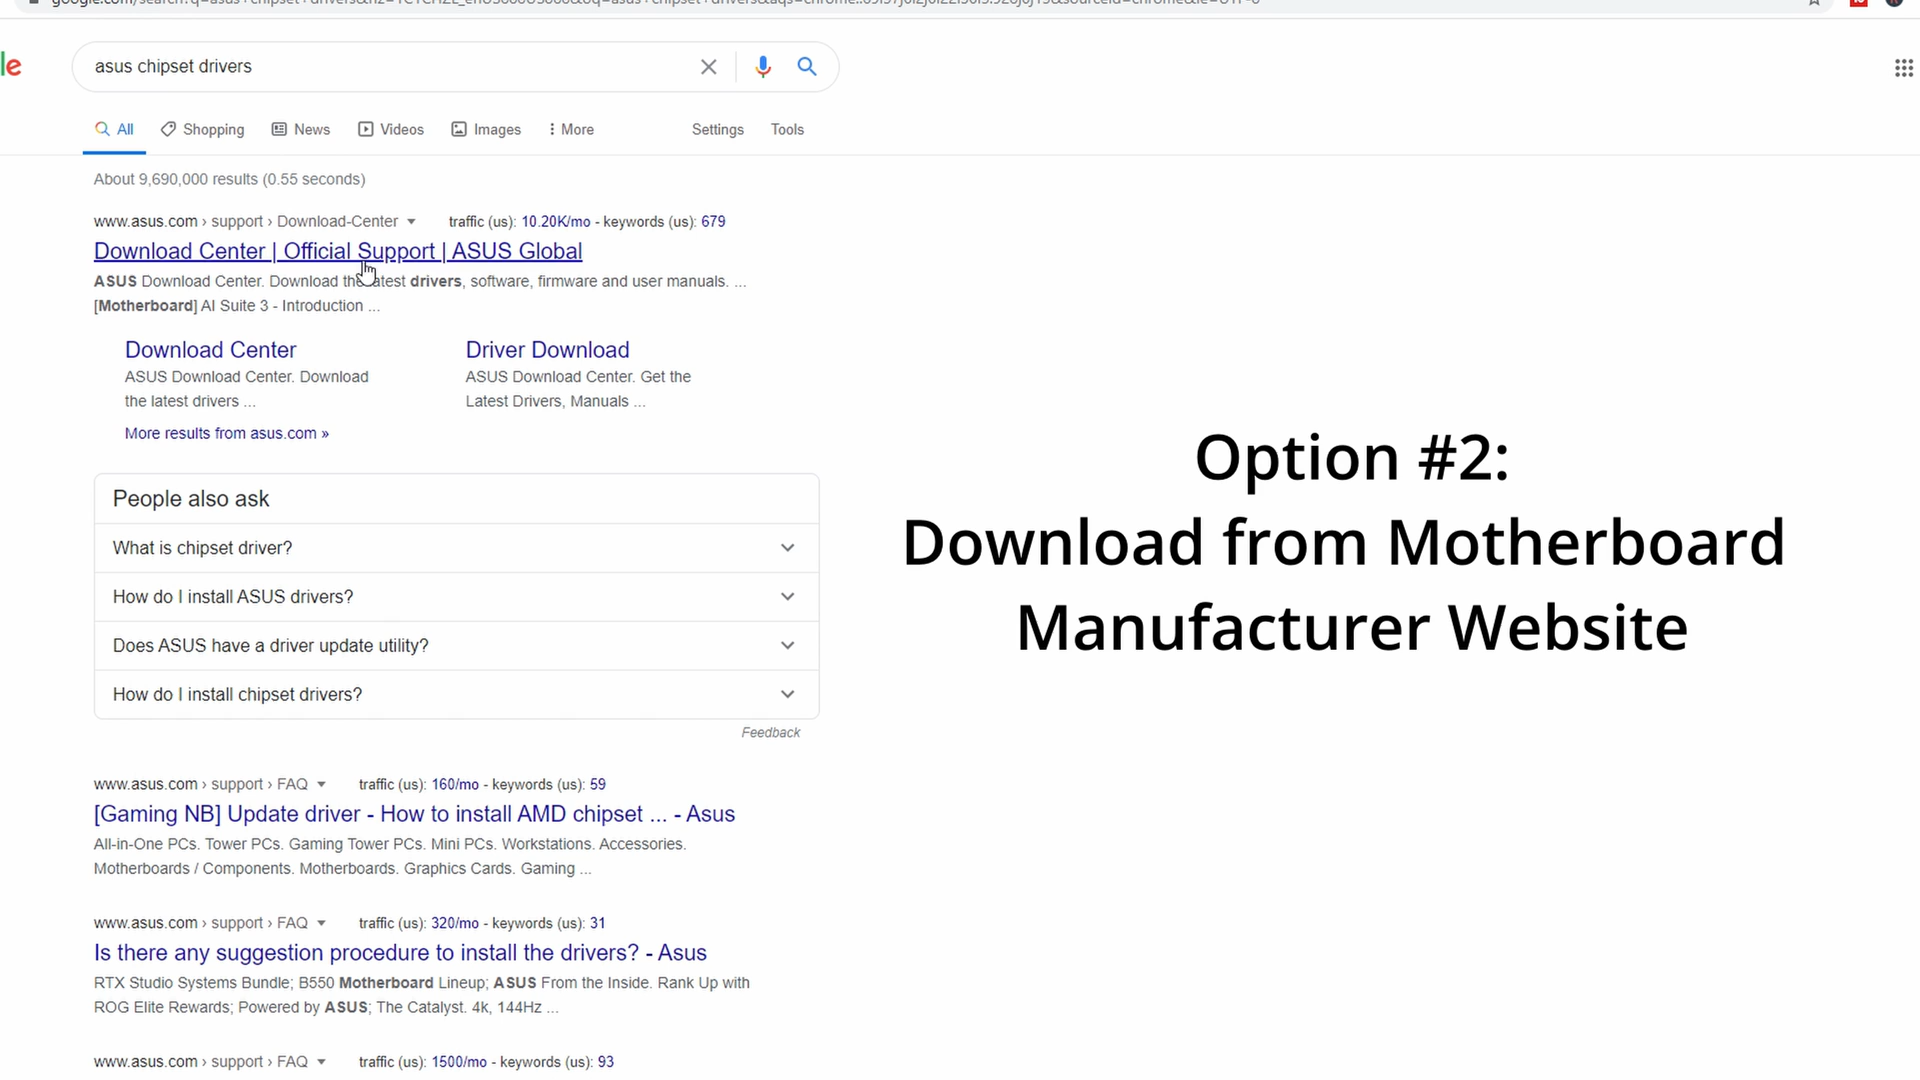 le
asus chipset drivers
All Shopping News Videos Images More Settings Tools
About 9,690,000 results (0.55 seconds)
www.asus.com › support › Download-Center traffic (us): 10.20K/mo - keywords (us): 679
Download Center | Official Support | ASUS Global
ASUS Download Center. Download the latest drivers, software, firmware and user manuals. ...
[Motherboard] AI Suite 3 - Introduction ...
Download Center
ASUS Download Center. Download
the latest drivers ...
Driver Download
ASUS Download Center. Get the
Latest Drivers, Manuals ...
More results from asus.com »
People also ask
What is chipset driver?
How do I install ASUS drivers?
Does ASUS have a driver update utility?
How do I install chipset drivers?
Feedback
www.asus.com › support › FAQ traffic (us): 160/mo - keywords (us): 59
[Gaming NB] Update driver - How to install AMD chipset ... - Asus
All-in-One PCs. Tower PCs. Gaming Tower PCs. Mini PCs. Workstations. Accessories.
Motherboards / Components. Motherboards. Graphics Cards. Gaming ...
www.asus.com › support › FAQ traffic (us): 320/mo - keywords (us): 31
Is there any suggestion procedure to install the drivers? - Asus
RTX Studio Systems Bundle; B550 Motherboard Lineup; ASUS From the Inside. Rank Up with
ROG Elite Rewards; Powered by ASUS; The Catalyst. 4k, 144Hz ...
www.asus.com › support › FAQ traffic (us): 1500/mo - keywords (us): 93
Option #2:
Download from Motherboard
Manufacturer Website